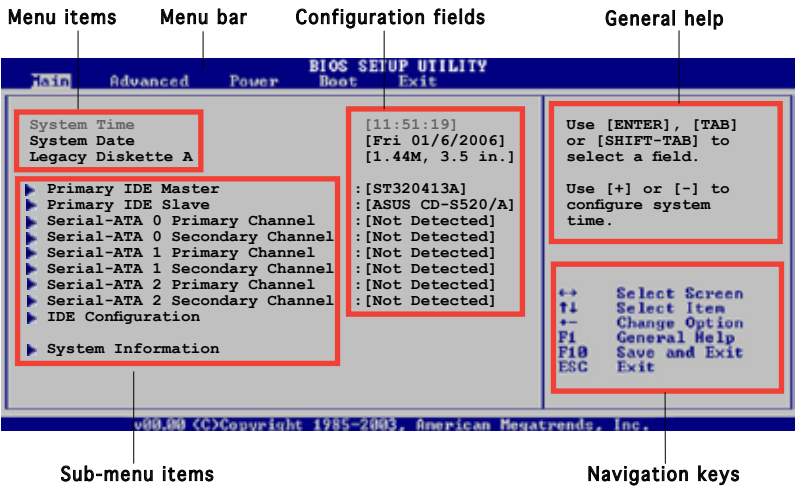 Menu items Menu bar Configuration fields General help
BIOS SETUP UTILITY
Main Advanced Power Boot Exit
System Time [11:51:19]
System Date [Fri 01/6/2006]
Legacy Diskette A [1.44M, 3.5 in.]
Primary IDE Master :[ST320413A]
Primary IDE Slave :[ASUS CD-S520/A]
Serial-ATA 0 Primary Channel :[Not Detected]
Serial-ATA 0 Secondary Channel :[Not Detected]
Serial-ATA 1 Primary Channel :[Not Detected]
Serial-ATA 1 Secondary Channel :[Not Detected]
Serial-ATA 2 Primary Channel :[Not Detected]
Serial-ATA 2 Secondary Channel :[Not Detected]
IDE Configuration
System Information
Use [ENTER], [TAB]
or [SHIFT-TAB] to
select a field.
Use [+] or [-] to
configure system
time.
↔ Select Screen
↑↓ Select Item
+- Change Option
F1 General Help
F10 Save and Exit
ESC Exit
v00.00 (C)Copyright 1985-2003, American Megatrends, Inc.
Sub-menu items Navigation keys